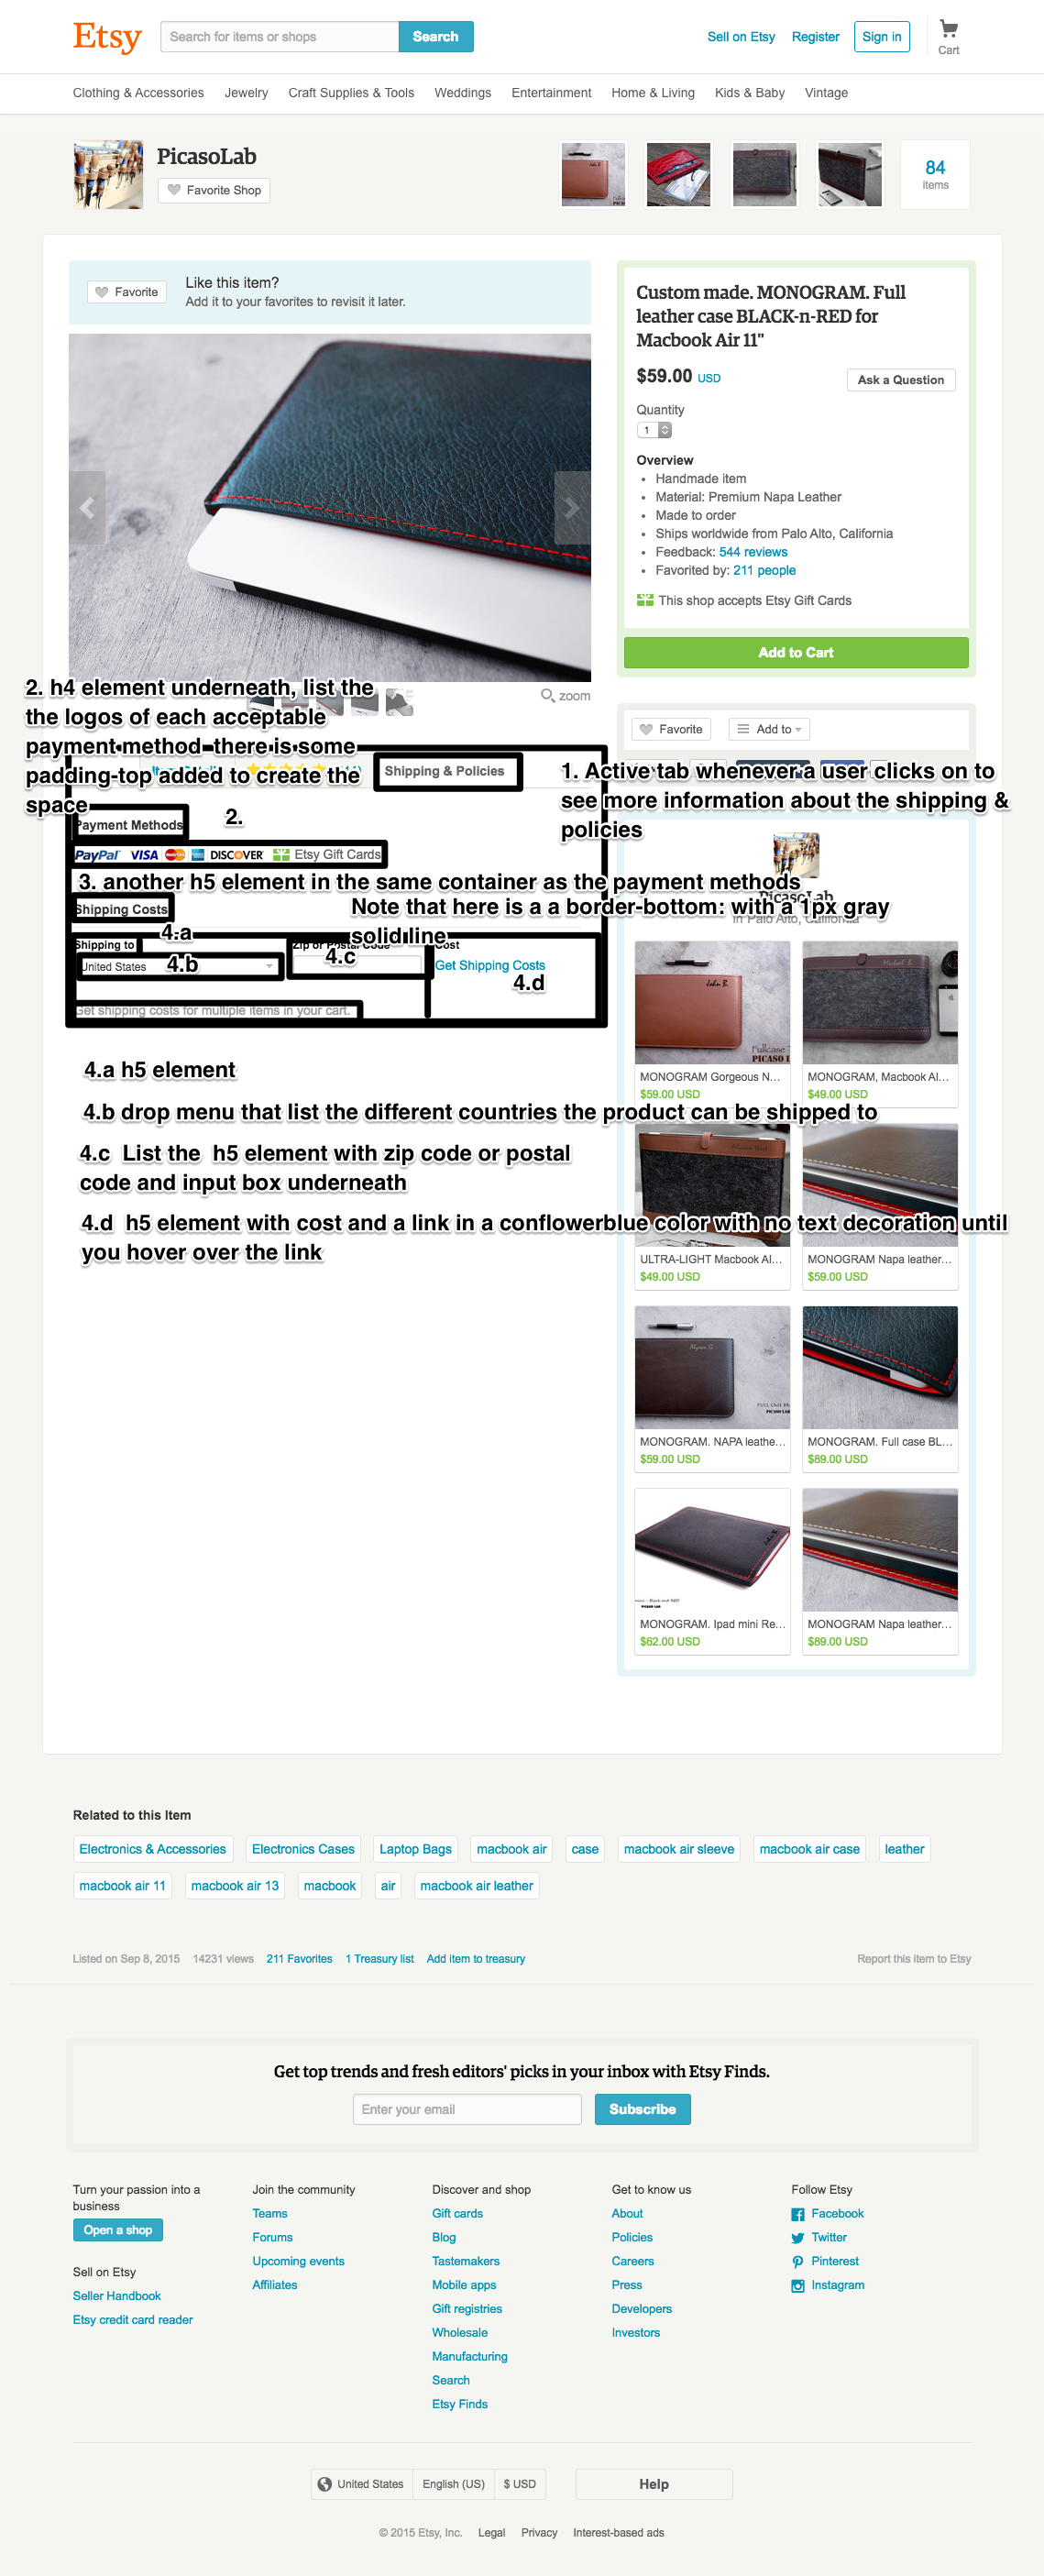 Etsy
Search for items or shops
Search
Sell on Etsy
Register
Sign in
Cart
Clothing & Accessories
Jewelry
Craft Supplies & Tools
Weddings
Entertainment
Home & Living
Kids & Baby
Vintage
PicasoLab
Favorite Shop
84
items
Favorite
Like this item?
Add it to your favorites to revisit it later.
Custom made. MONOGRAM. Full
leather case BLACK-n-RED for
Macbook Air 11"
$59.00 USD
Ask a Question
Quantity
1
Overview
Handmade item
Material: Premium Napa Leather
Made to order
Ships worldwide from Palo Alto, California
Feedback: 544 reviews
Favorited by: 211 people
This shop accepts Etsy Gift Cards
Add to Cart
zoom
Favorite
Add to
2. h4 element underneath, list the
the logos of each acceptable
payment method there is some
padding-top added to create the
space
Shipping & Policies
1. Active tab whenever a user clicks on to
see more information about the shipping &
policies
Payment Methods
2.
PayPal VISA MasterCard DISCOVER Etsy Gift Cards
3. another h5 element in the same container as the payment methods
Shipping Costs
Note that here is a a border-bottom: with a 1px gray
solid line
PicasoLab
in Palo Alto, California
4.a
Shipping to
Zip or Postal Code
Cost
United States
4.b
4.c
Get Shipping Costs
4.d
Get shipping costs for multiple items in your cart.
4.a h5 element
4.b drop menu that list the different countries the product can be shipped to
4.c List the h5 element with zip code or postal
code and input box underneath
4.d h5 element with cost and a link in a conflowerblue color with no text decoration until
you hover over the link
John B.
Michael B.
MONOGRAM Gorgeous N...
$59.00 USD
MONOGRAM, Macbook Al...
$49.00 USD
ULTRA-LIGHT Macbook Al...
$49.00 USD
MONOGRAM Napa leather...
$59.00 USD
MONOGRAM. NAPA leathe...
$59.00 USD
MONOGRAM. Full case BL...
$89.00 USD
MONOGRAM. Ipad mini Re...
$62.00 USD
MONOGRAM Napa leather...
$89.00 USD
Related to this Item
Electronics & Accessories
Electronics Cases
Laptop Bags
macbook air
case
macbook air sleeve
macbook air case
leather
macbook air 11
macbook air 13
macbook
air
macbook air leather
Listed on Sep 8, 2015
14231 views
211 Favorites
1 Treasury list
Add item to treasury
Report this item to Etsy
Get top trends and fresh editors' picks in your inbox with Etsy Finds.
Enter your email
Subscribe
Turn your passion into a
business
Open a shop
Sell on Etsy
Seller Handbook
Etsy credit card reader
Join the community
Teams
Forums
Upcoming events
Affiliates
Discover and shop
Gift cards
Blog
Tastemakers
Mobile apps
Gift registries
Wholesale
Manufacturing
Search
Etsy Finds
Get to know us
About
Policies
Careers
Press
Developers
Investors
Follow Etsy
Facebook
Twitter
Pinterest
Instagram
United States
English (US)
$ USD
Help
© 2015 Etsy, Inc.
Legal
Privacy
Interest-based ads